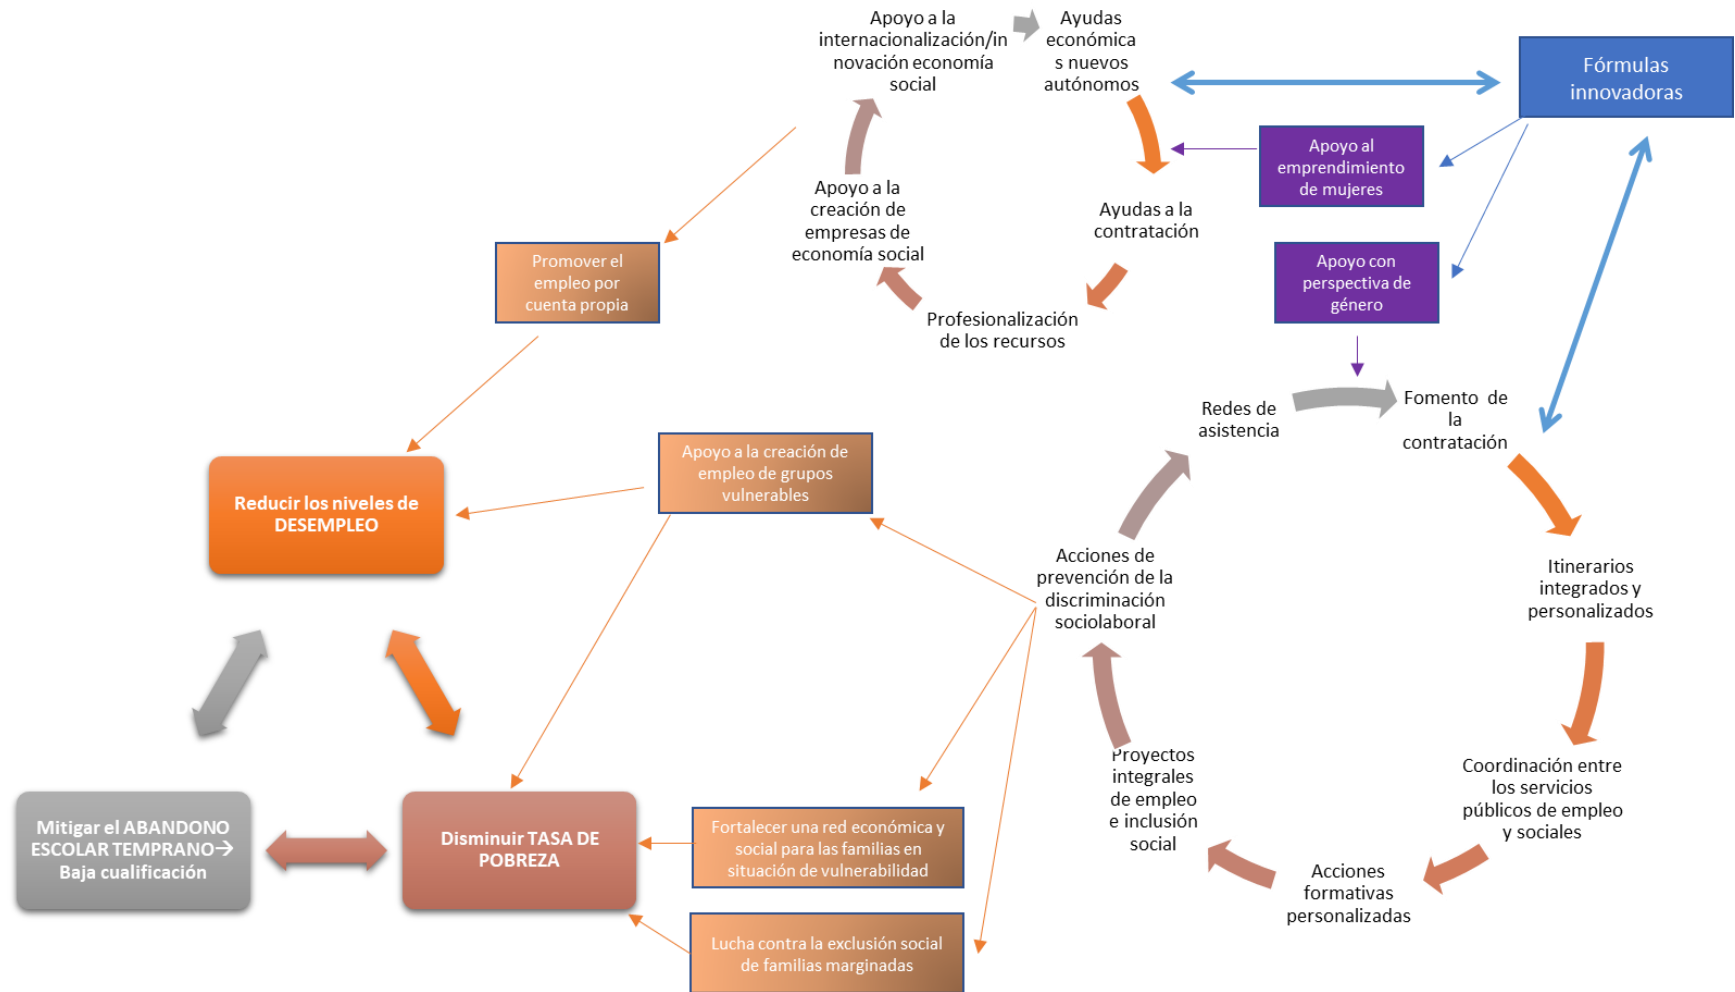 Apoyo a la
internacionalización/in
novación economía
social
Ayudas
económica
s nuevos
autónomos
Fórmulas
innovadoras
Apoyo al
emprendimiento
de mujeres
Apoyo a la
creación de
empresas de
economía social
Ayudas a la
contratación
Promover el
empleo por
cuenta propia
Apoyo con
perspectiva de
género
Profesionalización
de los recursos
Redes de
asistencia
Fomento de
la
contratación
Apoyo a la creación de
empleo de grupos
vulnerables
Reducir los niveles de
DESEMPLEO
Acciones de
prevención de la
discriminación
sociolaboral
Itinerarios
integrados y
personalizados
Proyectos
integrales
de empleo
e inclusión
social
Coordinación entre
los servicios
públicos de empleo
y sociales
Mitigar el ABANDONO
ESCOLAR TEMPRANO→
Baja cualificación
Disminuir TASA DE
POBREZA
Fortalecer una red económica y
social para las familias en
situación de vulnerabilidad
Acciones
formativas
personalizadas
Lucha contra la exclusión social
de familias marginadas